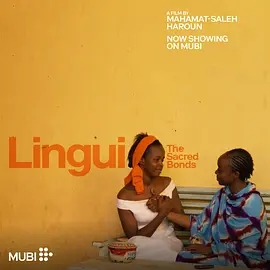 A FILM BY
MAHAMAT-SALEH
HAROUN
NOW SHOWING
ON MUBI
Lingui
The
Sacred
Bonds
MUBI